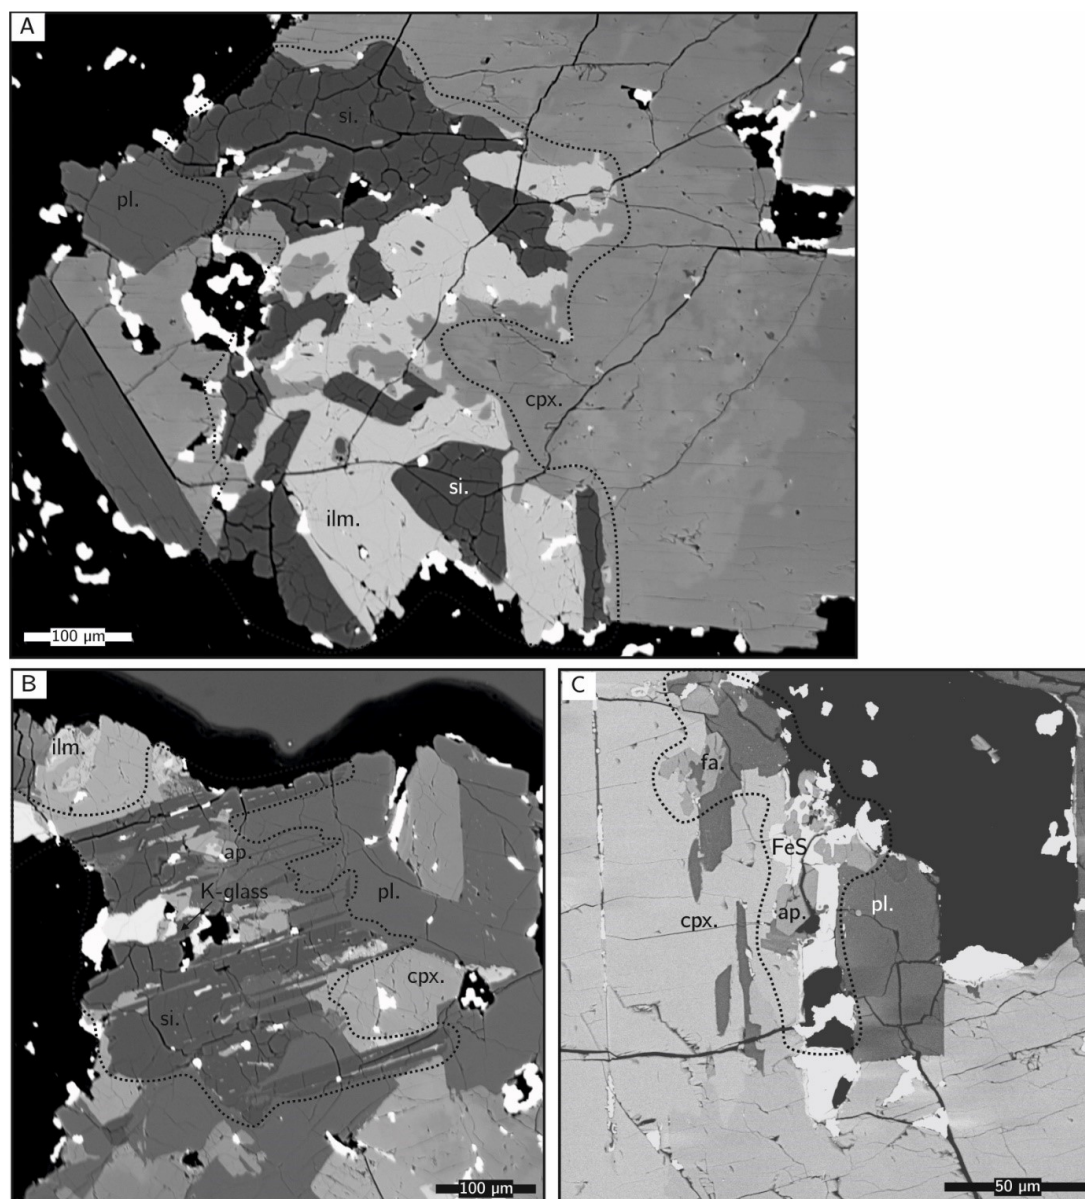 A
si.
pl.
cpx.
si.
ilm.
100 µm
B
ilm.
ap.
K-glass
pl.
cpx.
si.
100 µm
C
fa.
FeS
ap.
pl.
cpx.
50 µm